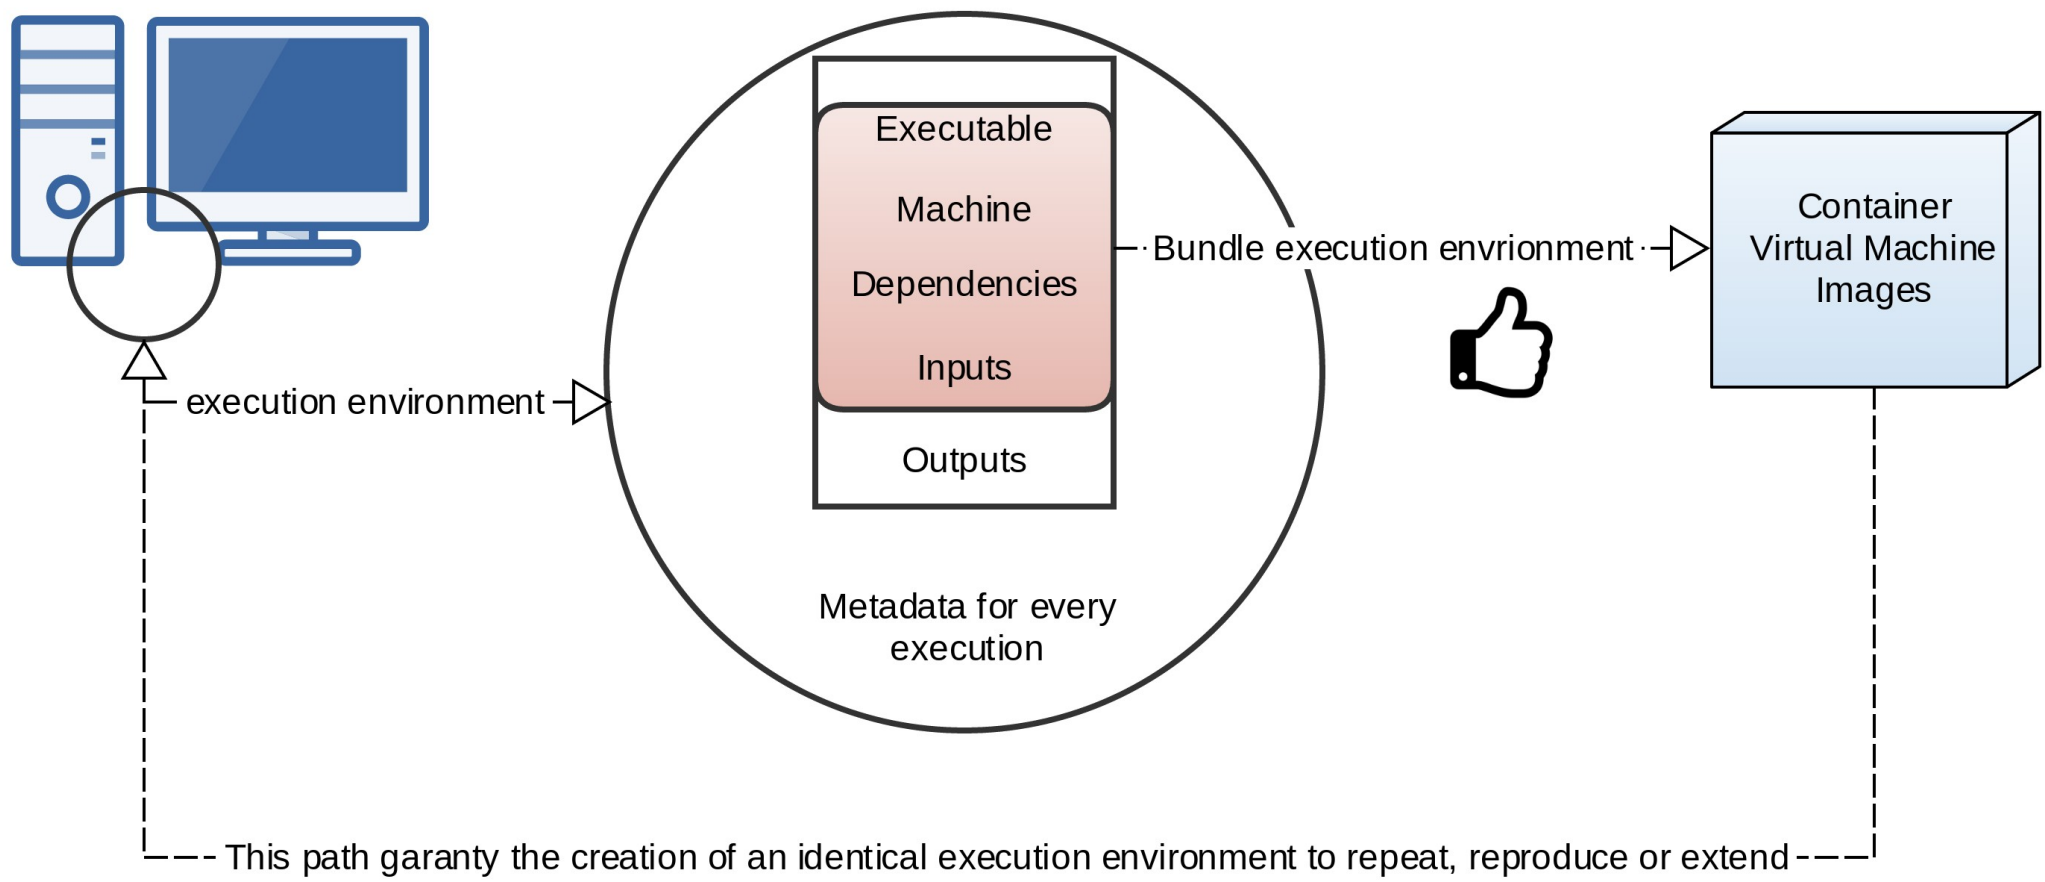 Executable
Machine
Dependencies
Inputs
Outputs
Metadata for every
execution
execution environment
Bundle execution envrionment
Container
Virtual Machine
Images
This path garanty the creation of an identical execution environment to repeat, reproduce or extend